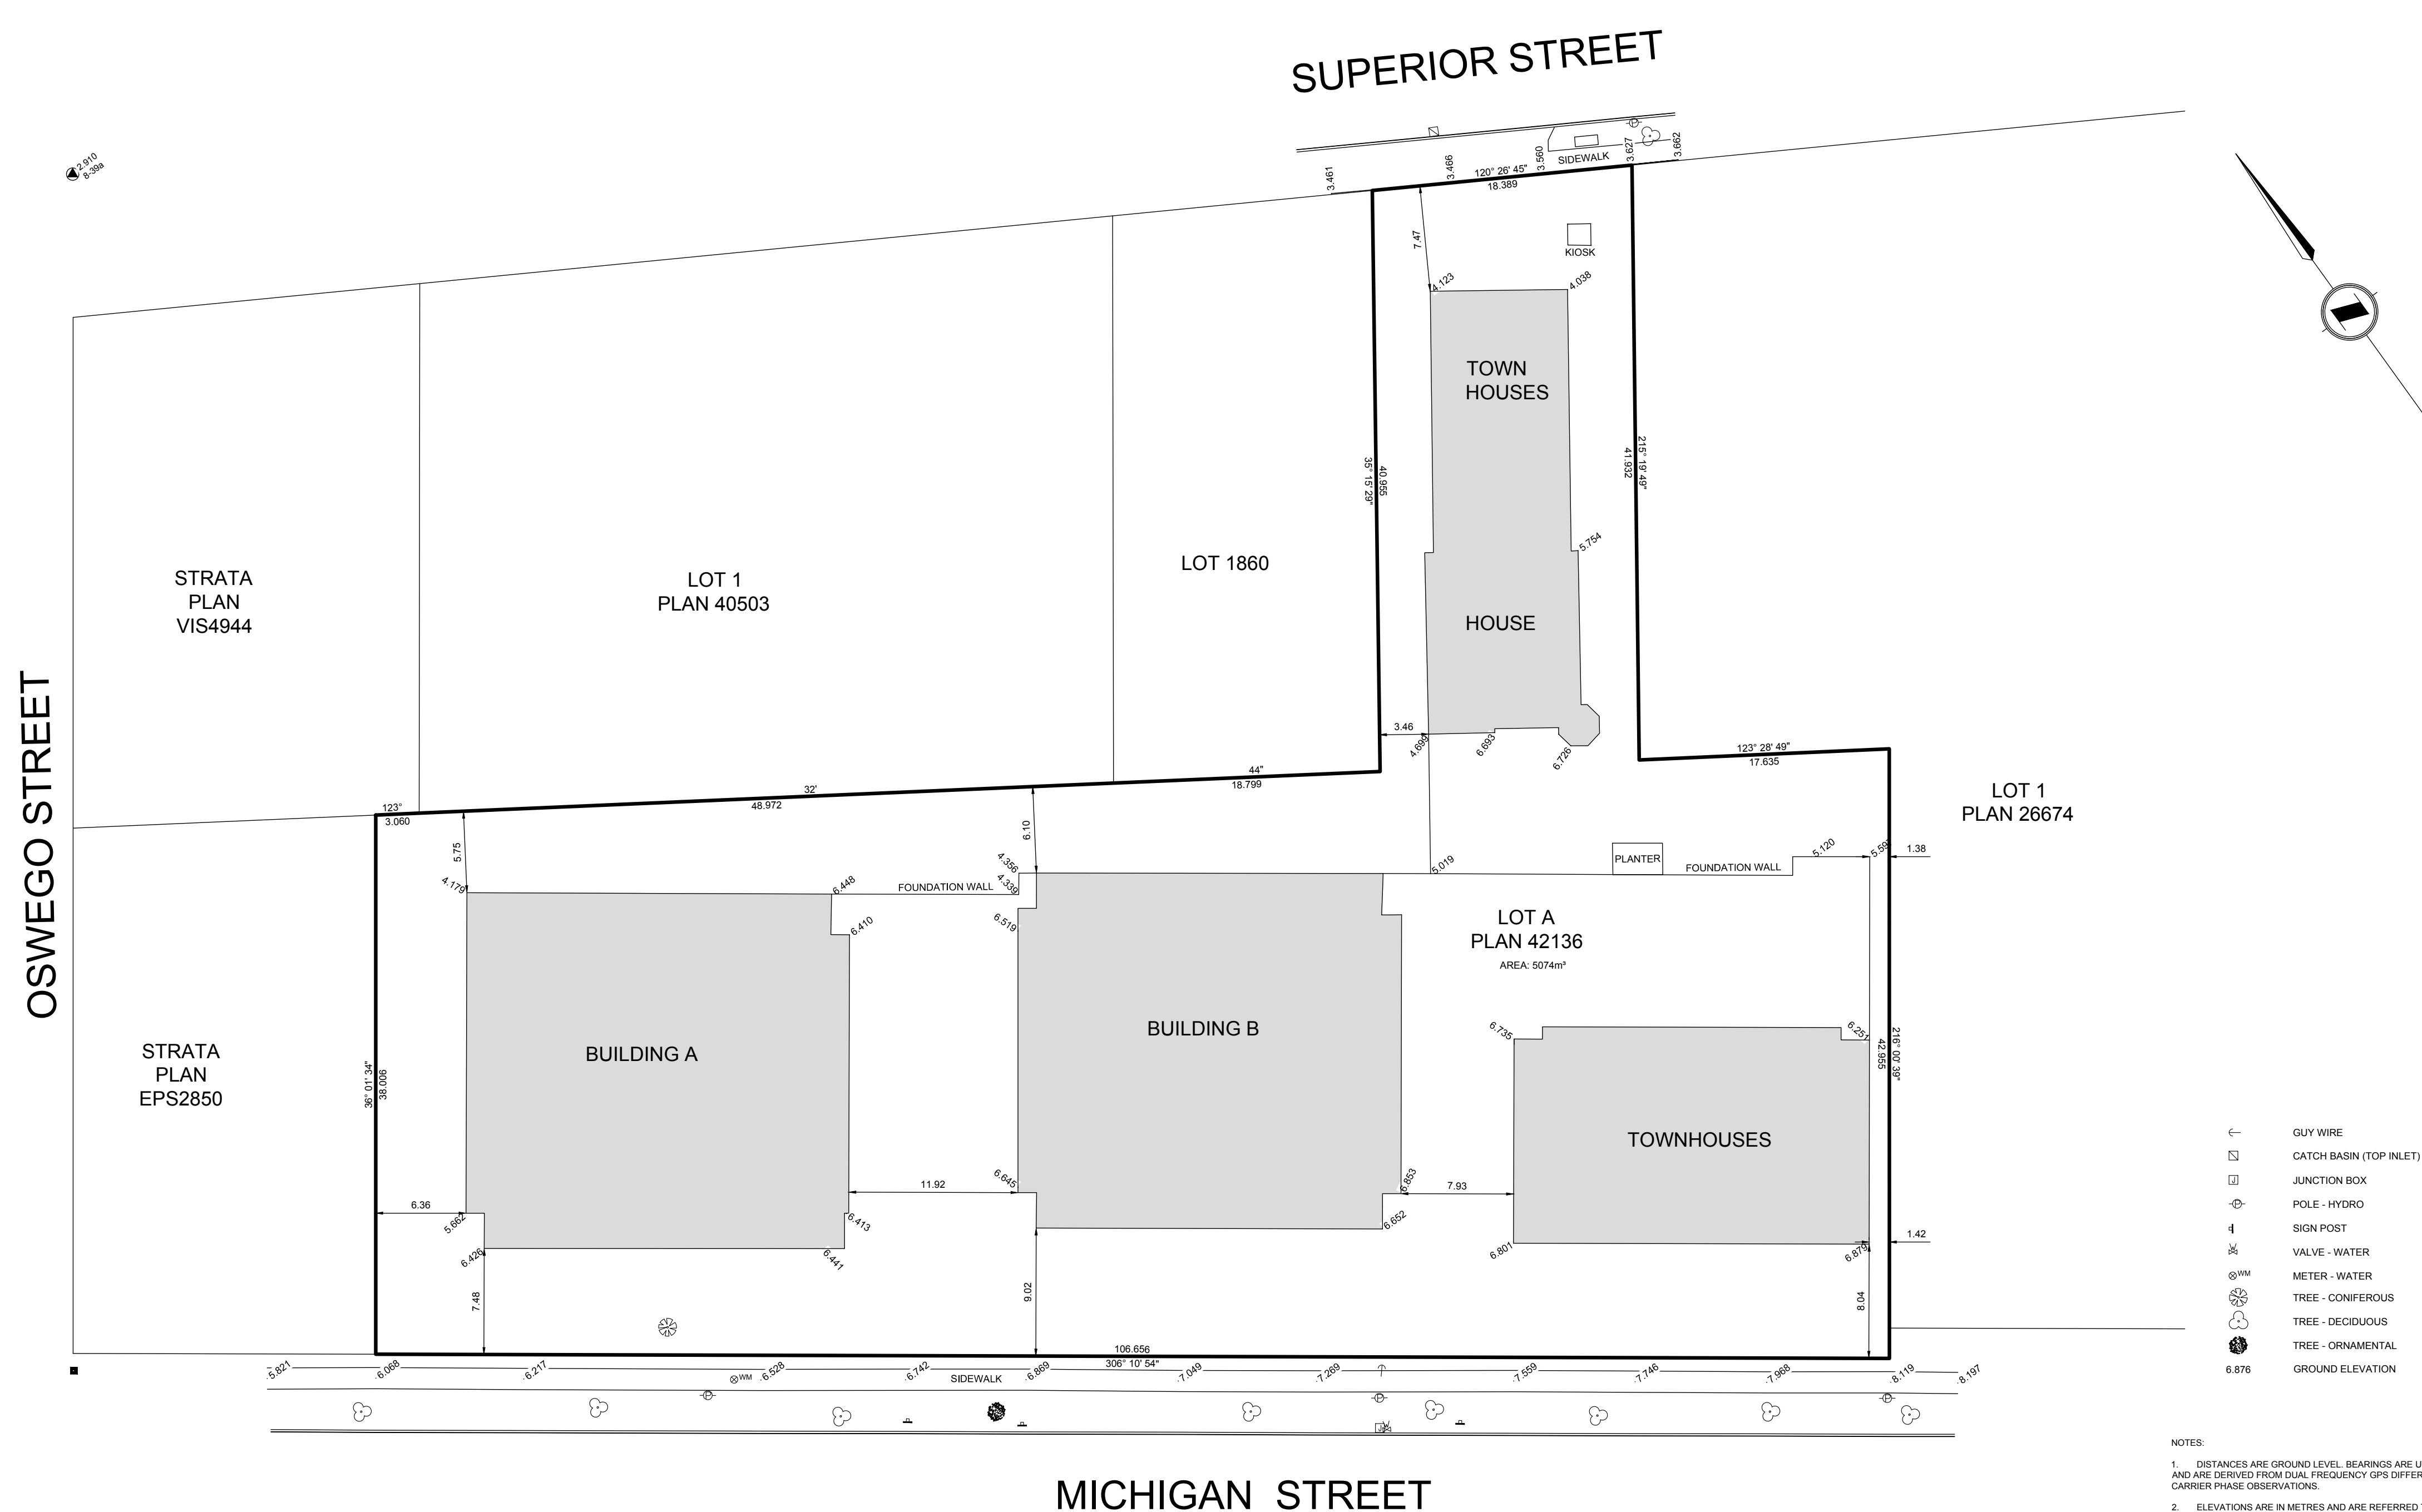 SUPERIOR STREET
2.910
8-39a
3.461
3.466
3.560
SIDEWALK
3.627
3.662
120° 26' 45"
18.389
7.47
KIOSK
4.123
4.038
TOWN
HOUSES
35° 15' 29"
40.955
41.932
215° 19' 49"
5.754
LOT 1860
STRATA
PLAN
VIS4944
LOT 1
PLAN 40503
HOUSE
OSWEGO STREET
3.46
4.699
6.693
6.726
123° 28' 49"
17.635
LOT 1
PLAN 26674
123°
3.060
32'
48.972
44"
18.799
5.75
6.10
4.179
6.448
FOUNDATION WALL
4.356
4.339
6.410
6.519
5.019
PLANTER
FOUNDATION WALL
5.120
1.38
LOT A
PLAN 42136
AREA: 5074m³
STRATA
PLAN
EPS2850
36° 01' 34"
38.006
BUILDING A
BUILDING B
6.735
6.251
42.955
216° 00' 39"
TOWNHOUSES
6.36
5.662
6.426
11.92
6.645
6.413
6.441
6.853
7.93
6.652
6.801
6.879
1.42
7.48
9.02
8.04
106.656
306° 10' 54"
5.821
6.068
6.217
WM
6.528
6.742
SIDEWALK
6.869
7.049
7.269
7.559
7.746
7.968
8.119
8.197
J
MICHIGAN STREET
GUY WIRE
CATCH BASIN (TOP INLET)
J JUNCTION BOX
P POLE - HYDRO
SIGN POST
VALVE - WATER
WM METER - WATER
TREE - CONIFEROUS
TREE - DECIDUOUS
TREE - ORNAMENTAL
6.876 GROUND ELEVATION
NOTES:
1. DISTANCES ARE GROUND LEVEL. BEARINGS ARE
AND ARE DERIVED FROM DUAL FREQUENCY GPS
CARRIER PHASE OBSERVATIONS.
2. ELEVATIONS ARE IN METRES AND ARE REFERRED